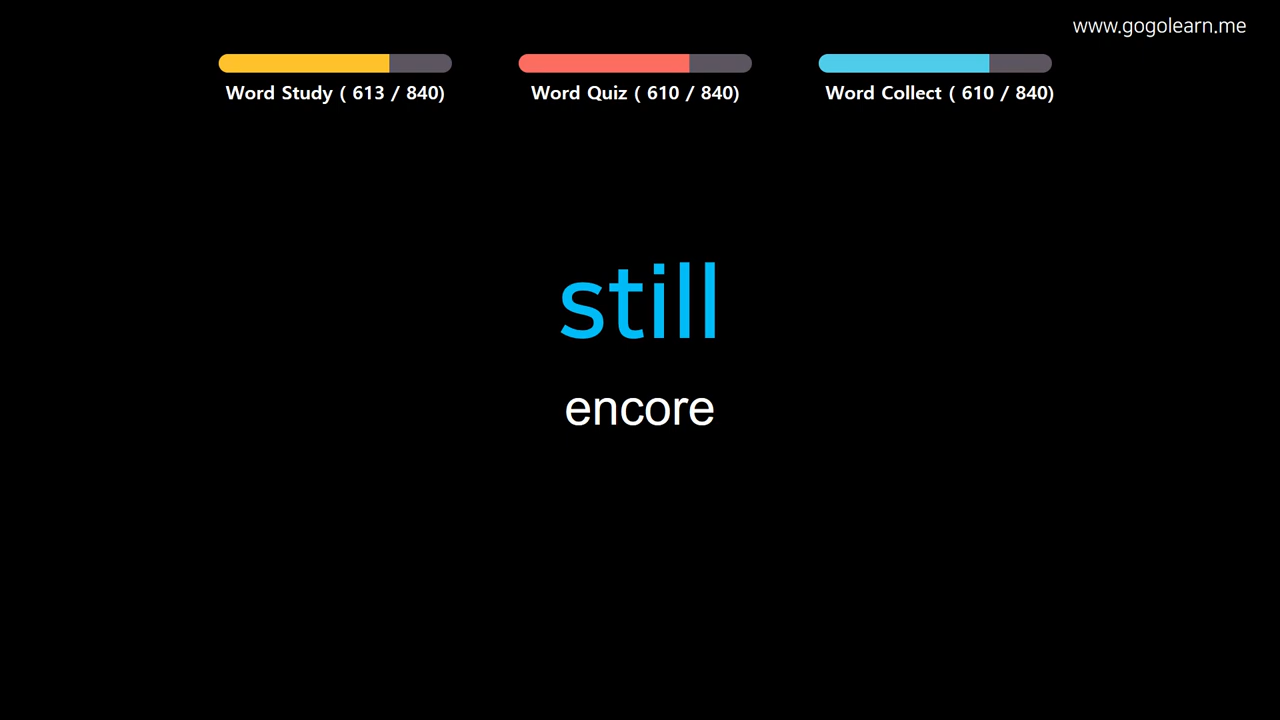 www.gogolearn.me
Word Study ( 613 / 840)
Word Quiz ( 610 / 840)
Word Collect ( 610 / 840)
still
encore